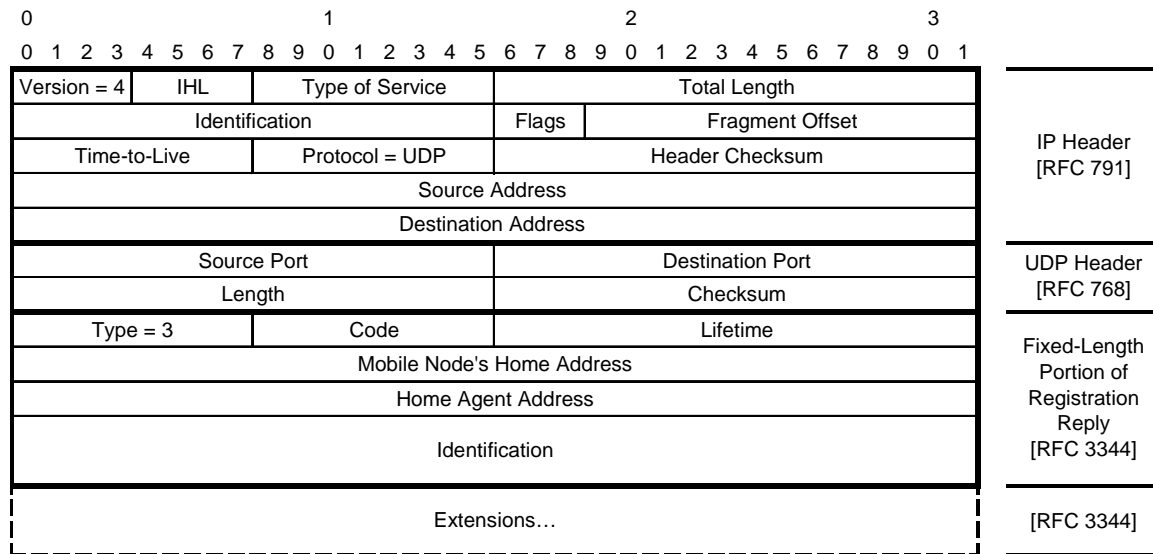 0 1 2 3
0 1 2 3 4 5 6 7 8 9 0 1 2 3 4 5 6 7 8 9 0 1 2 3 4 5 6 7 8 9 0 1
Version = 4 IHL Type of Service Total Length
Identification Flags Fragment Offset
Time-to-Live Protocol = UDP Header Checksum
Source Address
Destination Address
IP Header
[RFC 791]
Source Port Destination Port
Length Checksum
UDP Header
[RFC 768]
Type = 3 Code Lifetime
Mobile Node's Home Address
Home Agent Address
Identification
Fixed-Length
Portion of
Registration
Reply
[RFC 3344]
Extensions…
[RFC 3344]